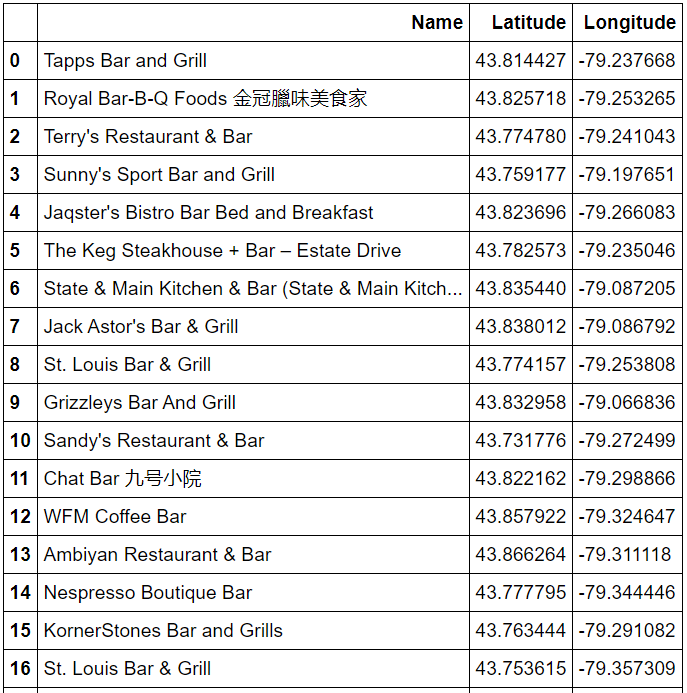 Name Latitude Longitude
0 Tapps Bar and Grill 43.814427 -79.237668
1 Royal Bar-B-Q Foods 金冠臘味美食家 43.825718 -79.253265
2 Terry's Restaurant & Bar 43.774780 -79.241043
3 Sunny's Sport Bar and Grill 43.759177 -79.197651
4 Jaqster's Bistro Bar Bed and Breakfast 43.823696 -79.266083
5 The Keg Steakhouse + Bar – Estate Drive 43.782573 -79.235046
6 State & Main Kitchen & Bar (State & Main Kitch... 43.835440 -79.087205
7 Jack Astor's Bar & Grill 43.838012 -79.086792
8 St. Louis Bar & Grill 43.774157 -79.253808
9 Grizzleys Bar And Grill 43.832958 -79.066836
10 Sandy's Restaurant & Bar 43.731776 -79.272499
11 Chat Bar 九号小院 43.822162 -79.298866
12 WFM Coffee Bar 43.857922 -79.324647
13 Ambiyan Restaurant & Bar 43.866264 -79.311118
14 Nespresso Boutique Bar 43.777795 -79.344446
15 KornerStones Bar and Grills 43.763444 -79.291082
16 St. Louis Bar & Grill 43.753615 -79.357309